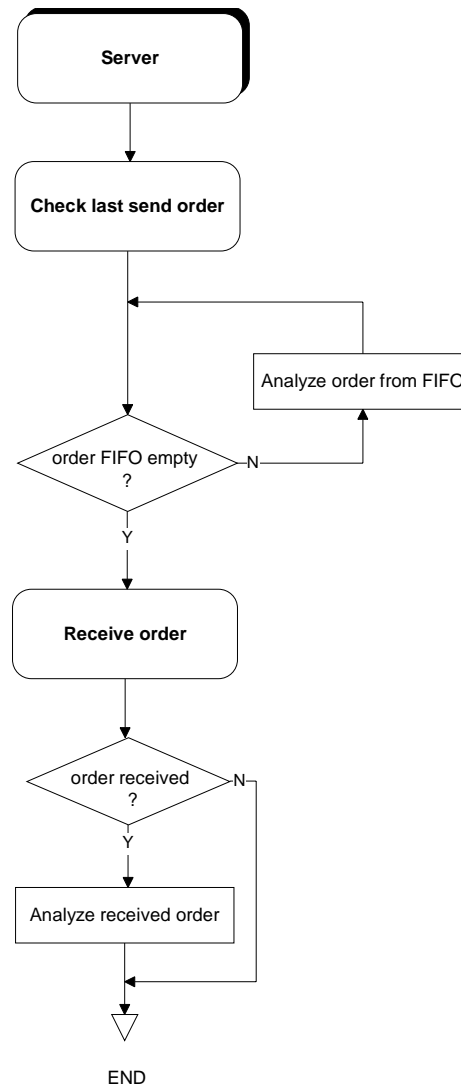 Server
Check last send order
Analyze order from FIFO
order FIFO empty
?
N
Y
Receive order
order received
?
N
Y
Analyze received order
END